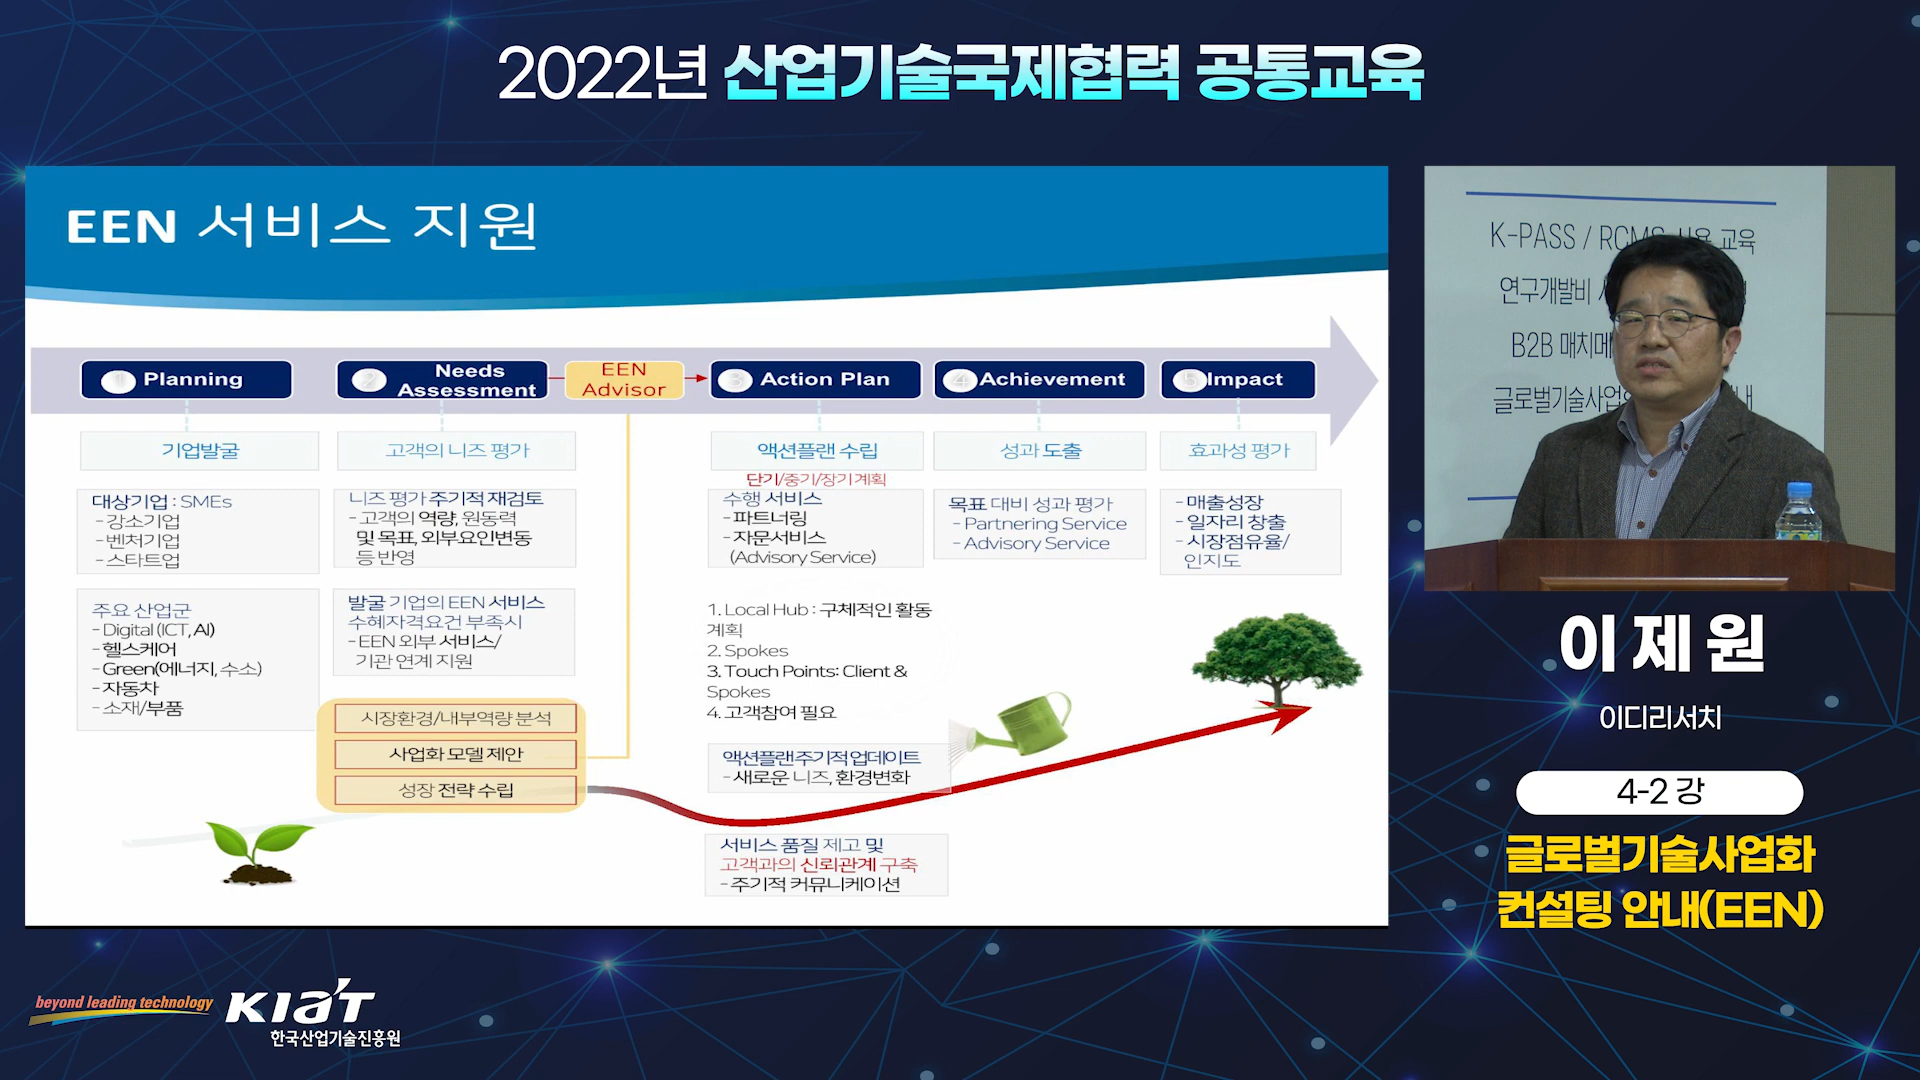 2022년 산업기술국제협력 공통교육
EEN 서비스 지원
1 Planning
2 Needs Assessment
EEN Advisor
3 Action Plan
4 Achievement
5 Impact
기업발굴
대상기업 : SMEs
- 강소기업
- 벤처기업
- 스타트업
주요 산업군
- Digital (ICT, AI)
- 헬스케어
- Green(에너지, 수소)
- 자동차
- 소재/부품
고객의 니즈 평가
니즈 평가 주기적 재검토
- 고객의 역량, 원동력
및 목표, 외부요인변동
등 반영
발굴 기업의 EEN 서비스
수혜자격요건 부족시
- EEN 외부 서비스/
기관 연계 지원
시장환경/내부역량 분석
사업화 모델 제안
성장 전략 수립
액션플랜 수립
단기/중기/장기 계획
수행 서비스
- 파트너링
- 자문서비스
(Advisory Service)
1. Local Hub : 구체적인 활동
계획
2. Spokes
3. Touch Points: Client &
Spokes
4. 고객참여 필요
액션플랜주기적 업데이트
- 새로운 니즈, 환경변화
서비스 품질 제고 및
고객과의 신뢰관계 구축
- 주기적 커뮤니케이션
성과 도출
목표 대비 성과 평가
- Partnering Service
- Advisory Service
효과성 평가
- 매출성장
- 일자리 창출
- 시장점유율/
인지도
K-PASS / RCMS 사용 교육
연구개발비
B2B 매치메
글로벌기술사업화
이 제 원
이디리서치
4-2 강
글로벌기술사업화
컨설팅 안내(EEN)
beyond leading technology
KIAT
한국산업기술진흥원